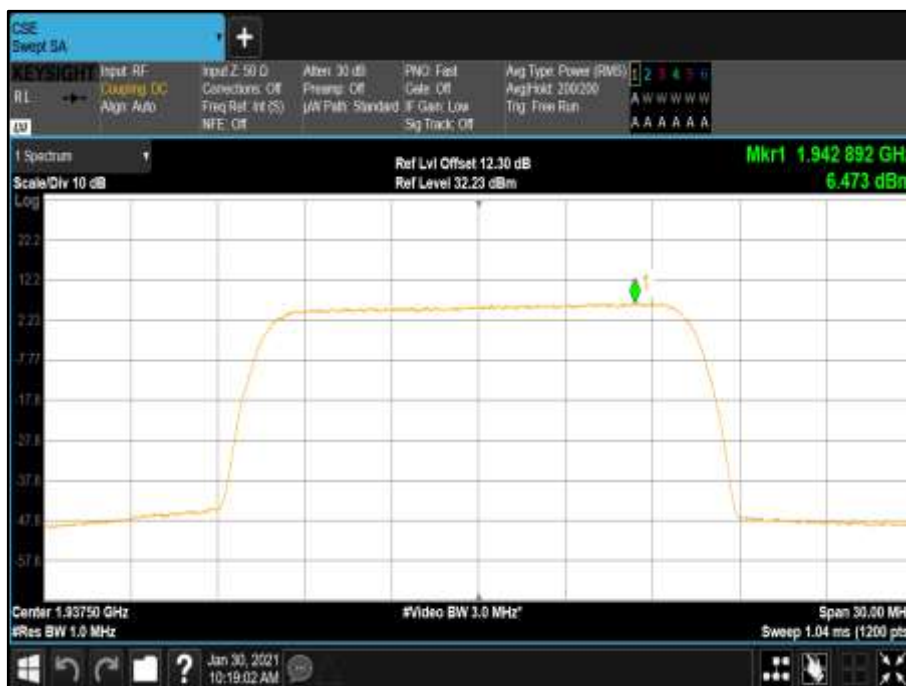 CSE
Swept SA
+
KEYSIGHT
RL
Input: RF
Coupling: DC
Align: Auto
Input Z: 50 Ω
Corrections: Off
Freq Ref: Int (S)
NFE: Off
Atten: 30 dB
Preamp: Off
µW Path: Standard
PNO: Fast
Gate: Off
IF Gain: Low
Sig Track: Off
Avg Type: Power (RMS)
Avg|Hold: 200/200
Trig: Free Run
1 2 3 4 5 6
A W W W W W
A A A A A A
1 Spectrum
Scale/Div 10 dB
Ref Lvl Offset 12.30 dB
Ref Level 32.23 dBm
Mkr1 1.942 892 GH
6.473 dBm
Log
22.2
12.2
2.23
-7.77
-17.8
-27.8
-37.8
-47.8
-57.8
1
Center 1.93750 GHz
#Res BW 1.0 MHz
#Video BW 3.0 MHz*
Span 30.00 MH
Sweep 1.04 ms (1200 pts
?
Jan 30, 2021
10:19:02 AM